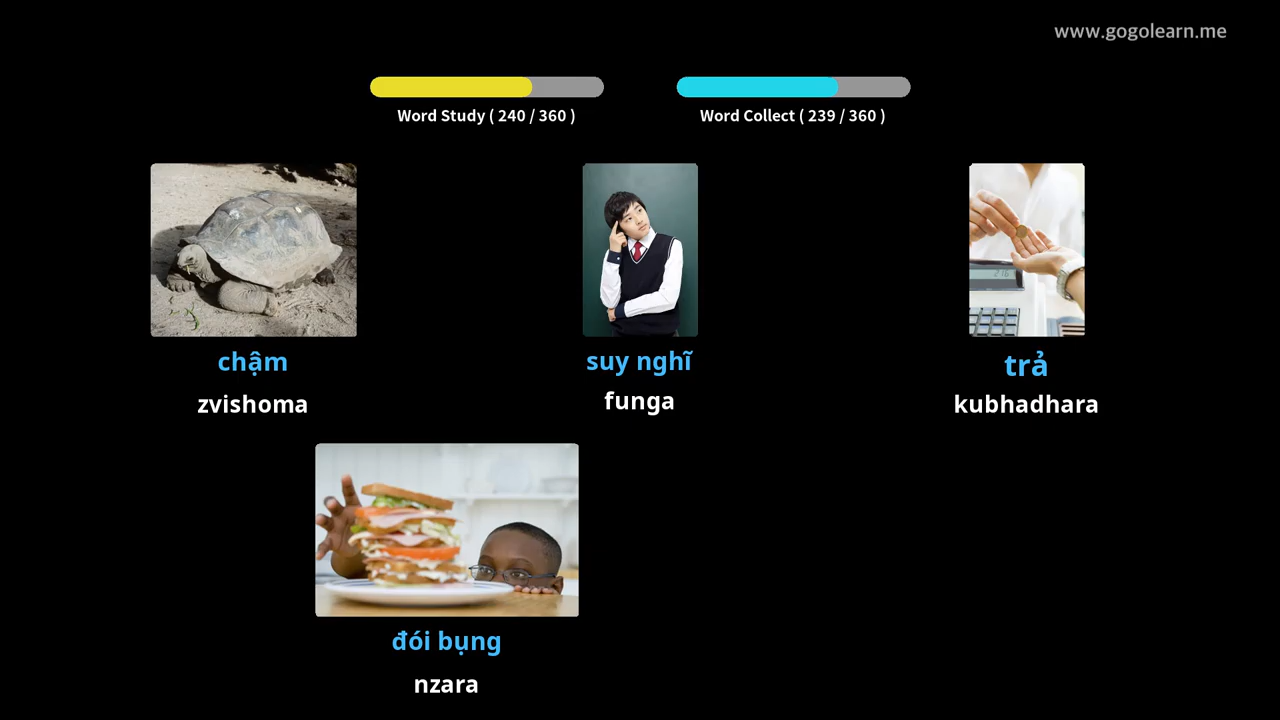 www.gogolearn.me
Word Study ( 240 / 360 )
Word Collect ( 239 / 360 )
chậm
suy nghĩ
trả
zvishoma
funga
kubhadhara
đói bụng
nzara